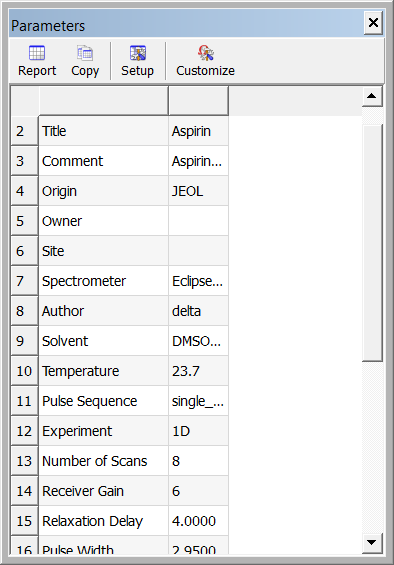 Parameters
Report Copy Setup Customize
2 Title Aspirin
3 Comment Aspirin...
4 Origin JEOL
5 Owner
6 Site
7 Spectrometer Eclipse...
8 Author delta
9 Solvent DMSO...
10 Temperature 23.7
11 Pulse Sequence single_...
12 Experiment 1D
13 Number of Scans 8
14 Receiver Gain 6
15 Relaxation Delay 4.0000
16 Pulse Width 2.9500